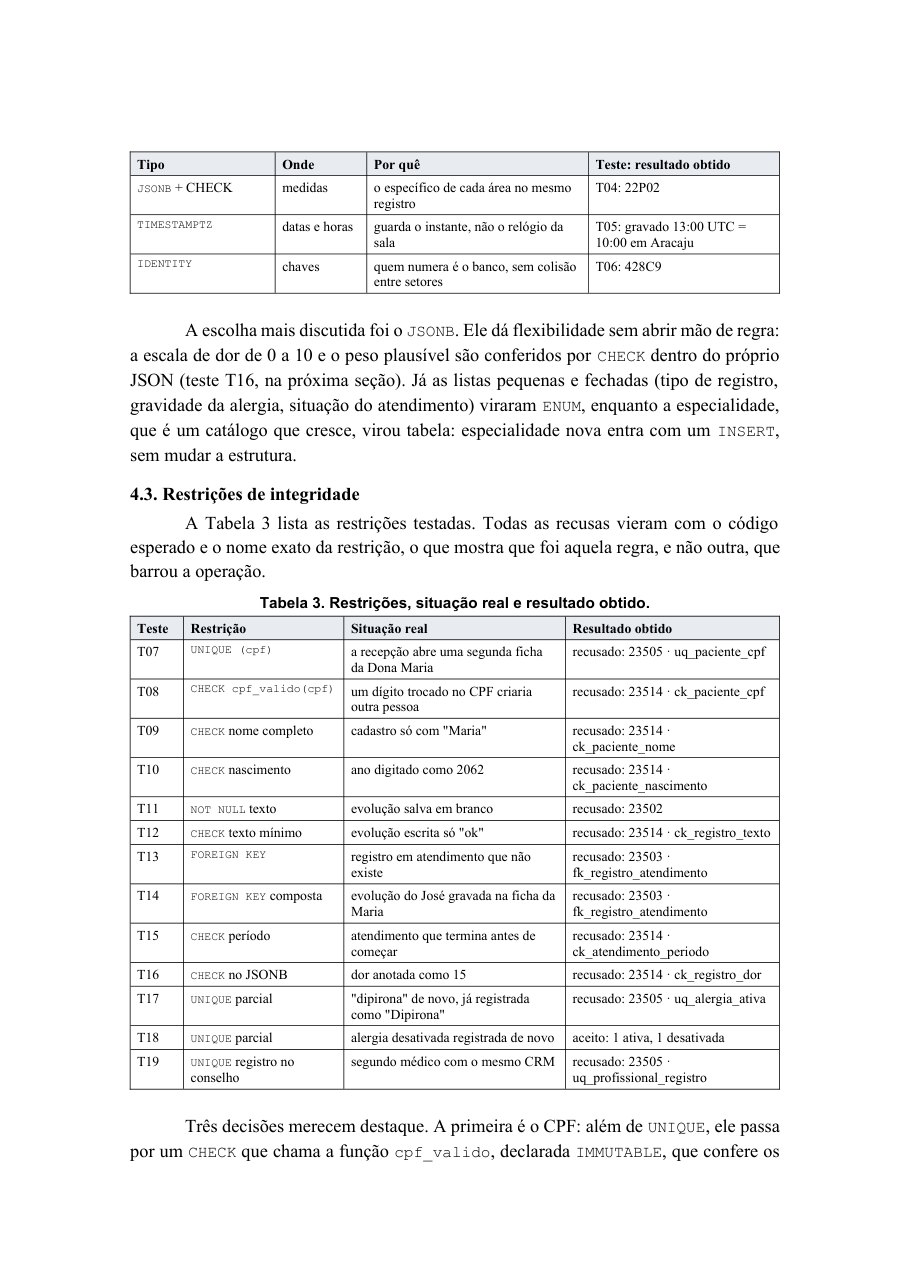 Tipo Onde Por quê Teste: resultado obtido
JSONB + CHECK medidas o específico de cada área no mesmo T04: 22P02
registro
TIMESTAMPTZ datas e horas guarda o instante, não o relógio da T05: gravado 13:00 UTC =
sala 10:00 em Aracaju
IDENTITY chaves quem numera é o banco, sem colisão T06: 428C9
entre setores
A escolha mais discutida foi o JSONB. Ele dá flexibilidade sem abrir mão de regra:
a escala de dor de 0 a 10 e o peso plausível são conferidos por CHECK dentro do próprio
JSON (teste T16, na próxima seção). Já as listas pequenas e fechadas (tipo de registro,
gravidade da alergia, situação do atendimento) viraram ENUM, enquanto a especialidade,
que é um catálogo que cresce, virou tabela: especialidade nova entra com um INSERT,
sem mudar a estrutura.
4.3. Restrições de integridade
A Tabela 3 lista as restrições testadas. Todas as recusas vieram com o código
esperado e o nome exato da restrição, o que mostra que foi aquela regra, e não outra, que
barrou a operação.
Tabela 3. Restrições, situação real e resultado obtido.
Teste Restrição Situação real Resultado obtido
T07 UNIQUE (cpf) a recepção abre uma segunda ficha recusado: 23505 · uq_paciente_cpf
da Dona Maria
T08 CHECK cpf_valido(cpf) um dígito trocado no CPF criaria recusado: 23514 · ck_paciente_cpf
outra pessoa
T09 CHECK nome completo cadastro só com "Maria" recusado: 23514 ·
ck_paciente_nome
T10 CHECK nascimento ano digitado como 2062 recusado: 23514 ·
ck_paciente_nascimento
T11 NOT NULL texto evolução salva em branco recusado: 23502
T12 CHECK texto mínimo evolução escrita só "ok" recusado: 23514 · ck_registro_texto
T13 FOREIGN KEY registro em atendimento que não recusado: 23503 ·
existe fk_registro_atendimento
T14 FOREIGN KEY composta evolução do José gravada na ficha da recusado: 23503 ·
Maria fk_registro_atendimento
T15 CHECK período atendimento que termina antes de recusado: 23514 ·
começar ck_atendimento_periodo
T16 CHECK no JSONB dor anotada como 15 recusado: 23514 · ck_registro_dor
T17 UNIQUE parcial "dipirona" de novo, já registrada recusado: 23505 · uq_alergia_ativa
como "Dipirona"
T18 UNIQUE parcial alergia desativada registrada de novo aceito: 1 ativa, 1 desativada
T19 UNIQUE registro no segundo médico com o mesmo CRM recusado: 23505 ·
conselho uq_profissional_registro
Três decisões merecem destaque. A primeira é o CPF: além de UNIQUE, ele passa
por um CHECK que chama a função cpf_valido, declarada IMMUTABLE, que confere os